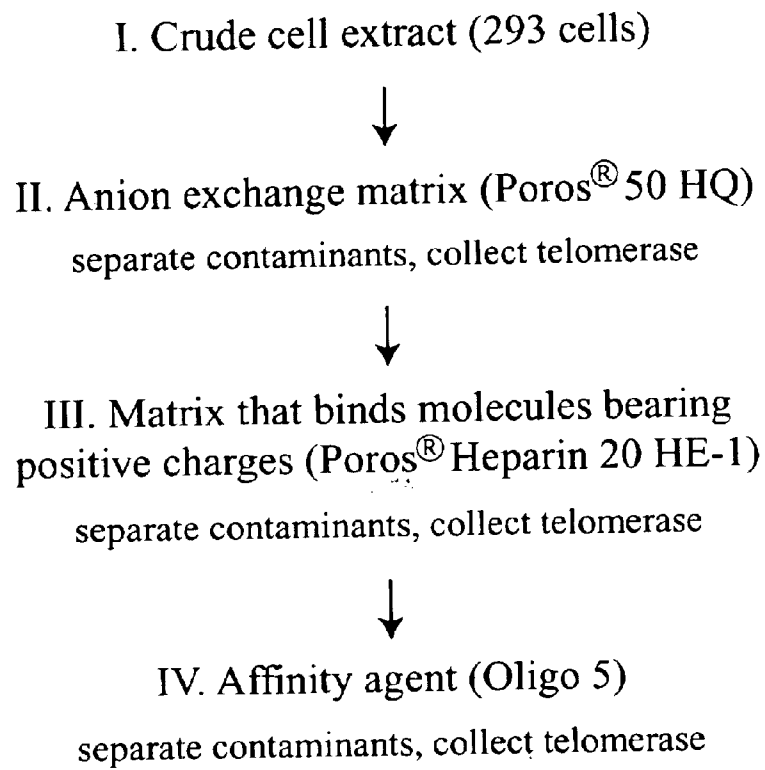 I. Crude cell extract (293 cells)
II. Anion exchange matrix (Poros® 50 HQ)
separate contaminants, collect telomerase
III. Matrix that binds molecules bearing
positive charges (Poros® Heparin 20 HE-1)
separate contaminants, collect telomerase
IV. Affinity agent (Oligo 5)
separate contaminants, collect telomerase